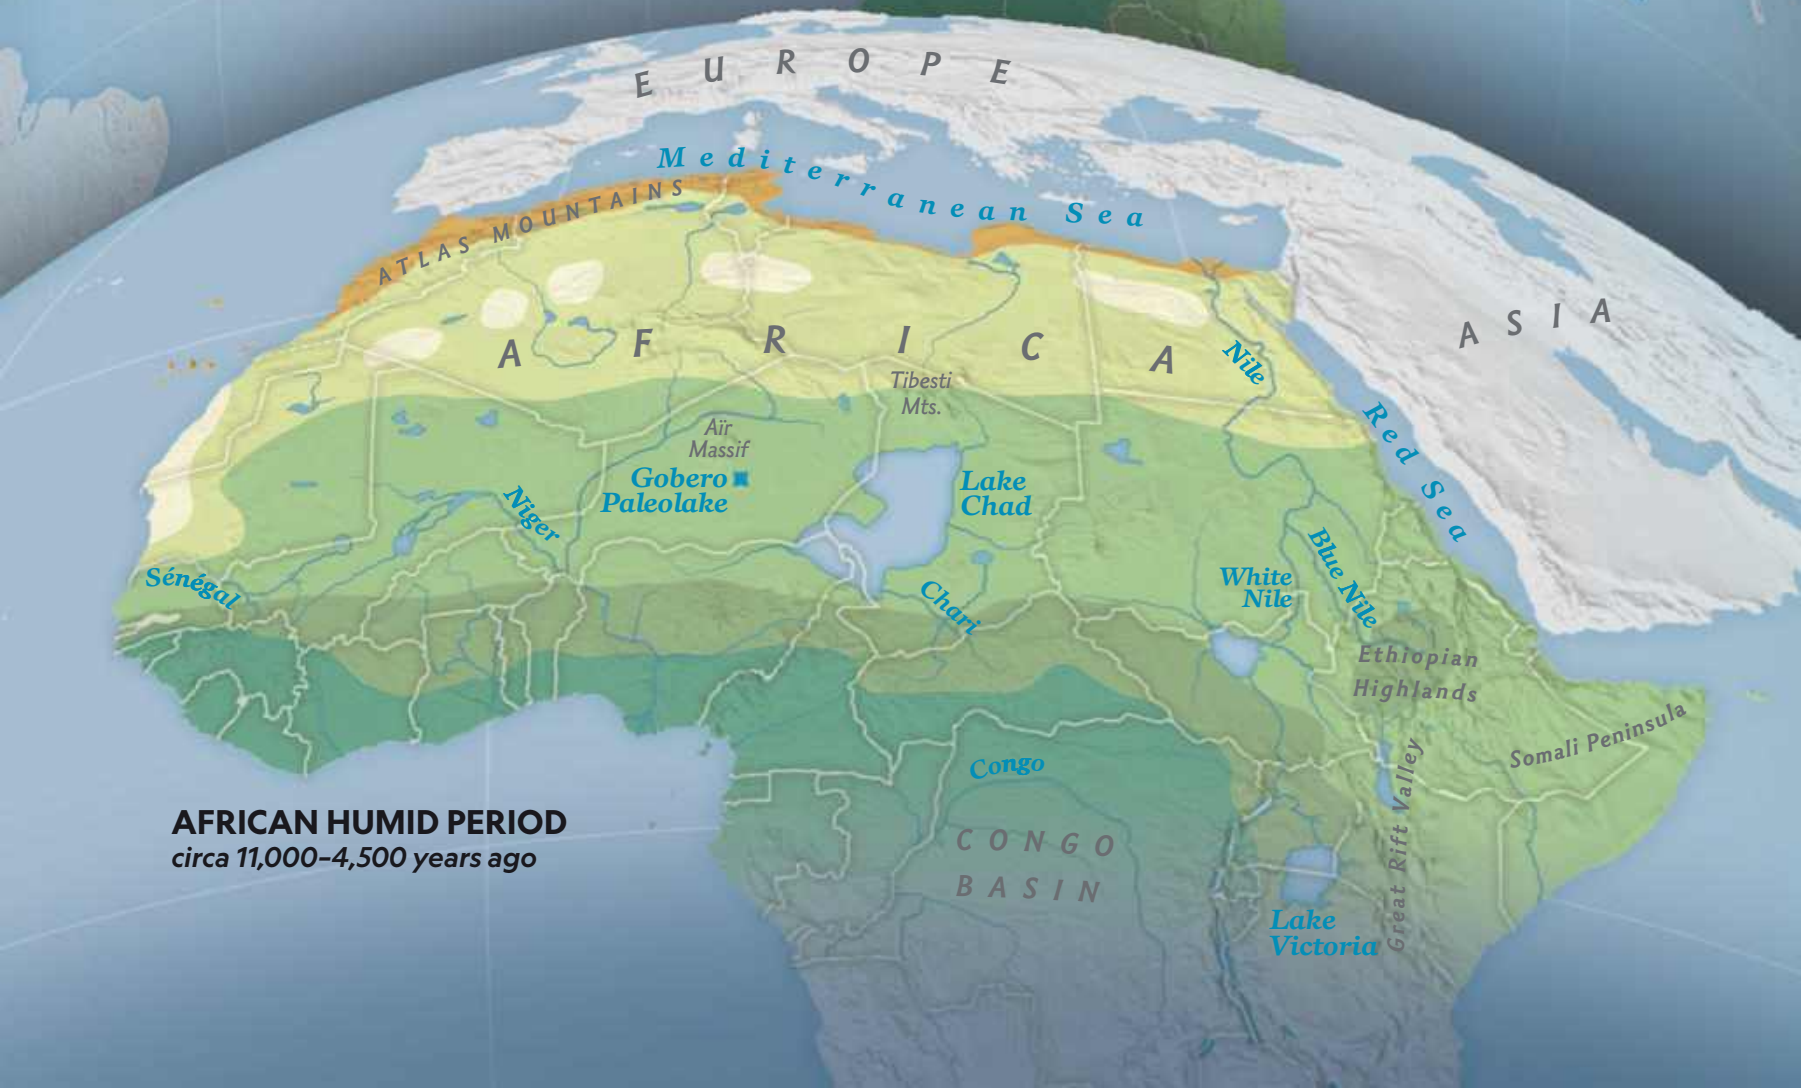 EUROPE
Mediterranean Sea
ATLAS MOUNTAINS
ASIA
AFRICA
Nile
Tibesti
Mts.
Red Sea
Aïr
Massif
Gobero
Paleolake
Lake
Chad
Niger
Blue Nile
White
Nile
Sénégal
Chari
Ethiopian
Highlands
Somali Peninsula
Congo
Great Rift Valley
AFRICAN HUMID PERIOD
circa 11,000–4,500 years ago
CONGO
BASIN
Lake
Victoria